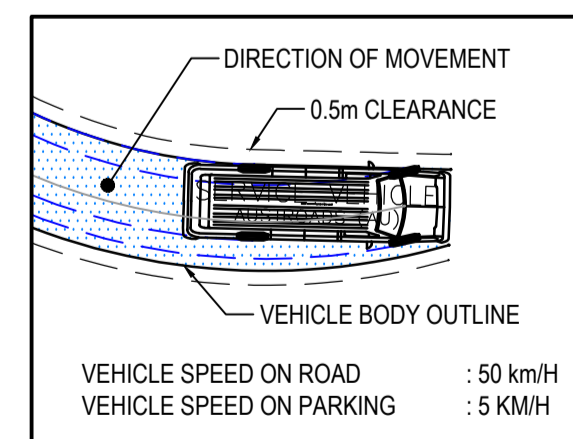 DIRECTION OF MOVEMENT
0.5m CLEARANCE
SERVICE VEHICLE
AUSTROADS (AUS)
VEHICLE BODY OUTLINE
VEHICLE SPEED ON ROAD : 50 km/H
VEHICLE SPEED ON PARKING : 5 KM/H